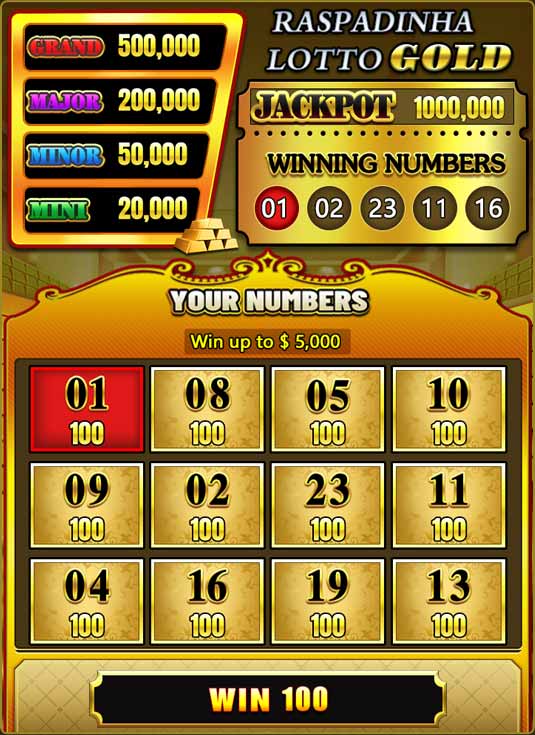 GRAND 500,000
MAJOR 200,000
MINOR 50,000
MINI 20,000
RASPADINHA
LOTTO GOLD
JACKPOT 1000,000
WINNING NUMBERS
01 02 23 11 16
YOUR NUMBERS
Win up to $ 5,000
01 08 05 10
100 100 100 100
09 02 23 11
100 100 100 100
04 16 19 13
100 100 100 100
WIN 100